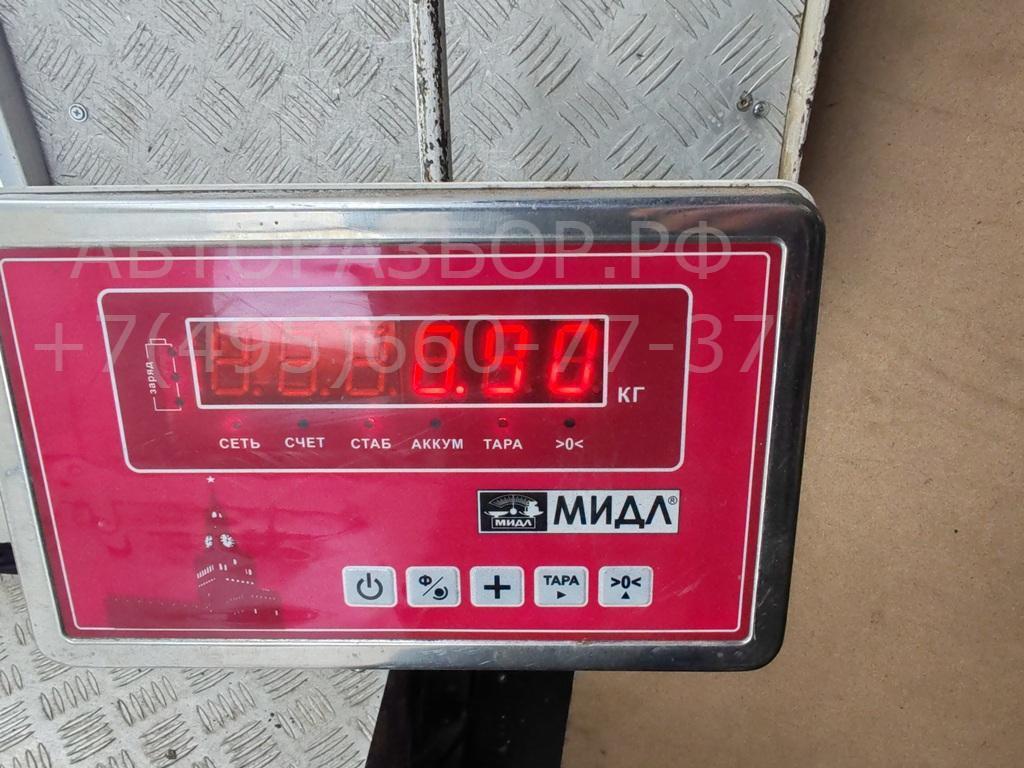 АВТОРАЗБОР.РФ
+7(495)660-77-37
заряд
0.50
КГ
СЕТЬ СЧЕТ СТАБ АККУМ ТАРА >0<
МИДЛ МИДЛ®
Ф ТАРА >0<